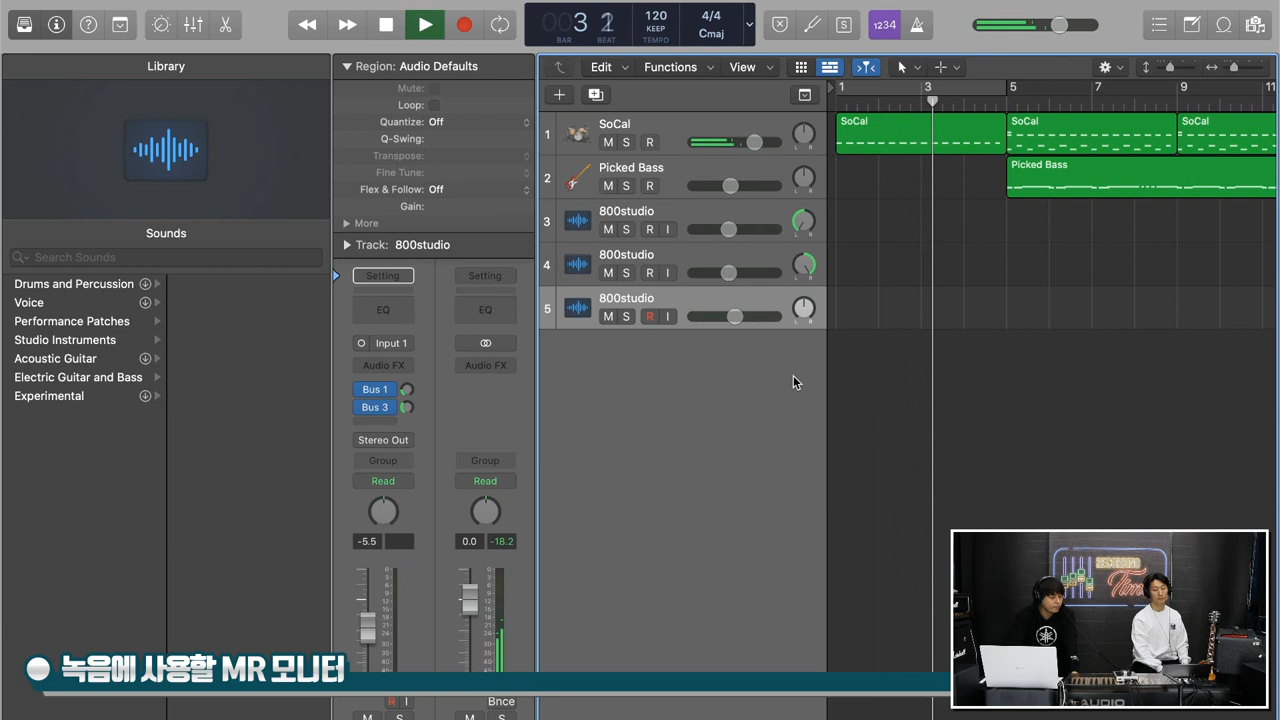 003 2
BAR BEAT
120
KEEP
TEMPO
4/4
Cmaj
S
1234
Library
Region: Audio Defaults
Edit Functions View
Mute:
Loop:
Quantize: Off
Q-Swing:
Transpose:
Fine Tune:
Flex & Follow: Off
Gain:
More
Track: 800studio
Sounds
Search Sounds
Drums and Percussion
Voice
Performance Patches
Studio Instruments
Acoustic Guitar
Electric Guitar and Bass
Experimental
Setting Setting
EQ EQ
Input 1
Audio FX Audio FX
Bus 1
Bus 3
Stereo Out
Group Group
Read Read
-5.5 0.0 -18.2
R I Bnce
M S M
1 3 5 7 9 11
1 SoCal
M S R
2 Picked Bass
M S R
3 800studio
M S R I
L R
4 800studio
M S R I
L R
5 800studio
M S R I
L R
SoCal SoCal SoCal
Picked Bass
RECORDING
Time
AUDIO
녹음에 사용할 MR 모니터